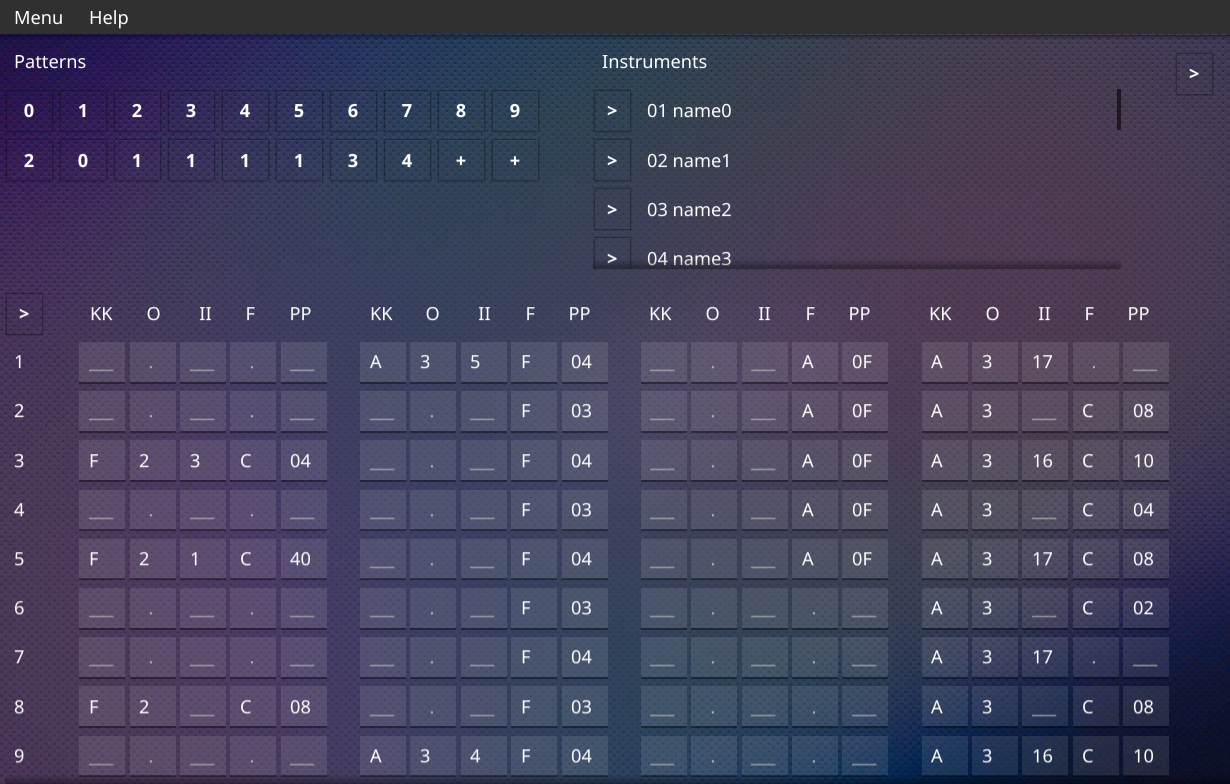 Menu Help
Patterns
0 1 2 3 4 5 6 7 8 9
2 0 1 1 1 1 3 4 + +
Instruments
> 01 name0
> 02 name1
> 03 name2
> 04 name3
>
> KK O II F PP KK O II F PP KK O II F PP KK O II F PP
1 __ . __ . __ A 3 5 F 04 __ . __ A 0F A 3 17 . __
2 __ . __ . __ __ . __ F 03 __ . __ A 0F A 3 __ C 08
3 F 2 3 C 04 __ . __ F 04 __ . __ A 0F A 3 16 C 10
4 __ . __ . __ __ . __ F 03 __ . __ A 0F A 3 __ C 04
5 F 2 1 C 40 __ . __ F 04 __ . __ A 0F A 3 17 C 08
6 __ . __ . __ __ . __ F 03 __ . __ . __ A 3 __ C 02
7 __ . __ . __ __ . __ F 04 __ . __ . __ A 3 17 . __
8 F 2 __ C 08 __ . __ F 03 __ . __ . __ A 3 __ C 08
9 __ . __ . __ A 3 4 F 04 __ . __ . __ A 3 16 C 10